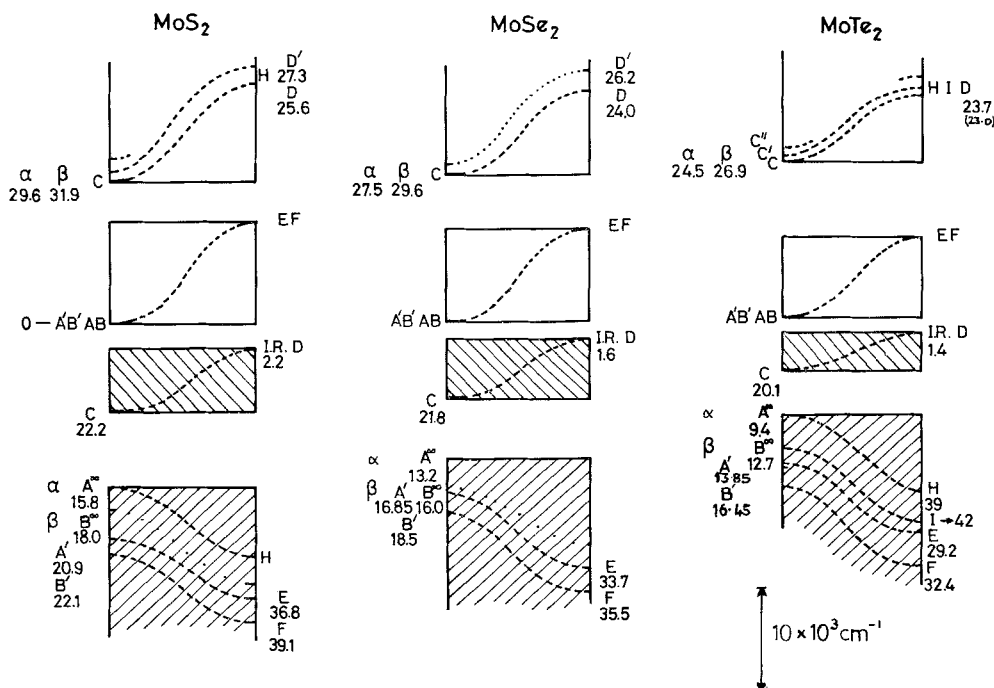 MoS₂
D′
H 27.3
D
25.6
α β C
29.6 31.9
EF
0 — A′B′ AB
I.R. D
2.2
C
22.2
α A∞
15.8
β B∞
18.0
A′
20.9
B′
22.1
H
E
36.8
F
39.1
MoSe₂
D′
26.2
D
24.0
α β C
27.5 29.6
EF
A′B′ AB
I.R. D
1.6
C
21.8
α A∞
13.2
β A′ B∞
16.85 16.0
B′
18.5
E
33.7
F
35.5
MoTe₂
H I D
23.7
(23.0)
C″
C′
α β C
24.5 26.9
EF
A′B′ AB
I.R. D
1.4
C
20.1
α A∞
9.4
β B∞
A′ 12.7
13.85
B′
16.45
H
39
I → 42
E
29.2
F
32.4
10 × 10³ cm⁻¹